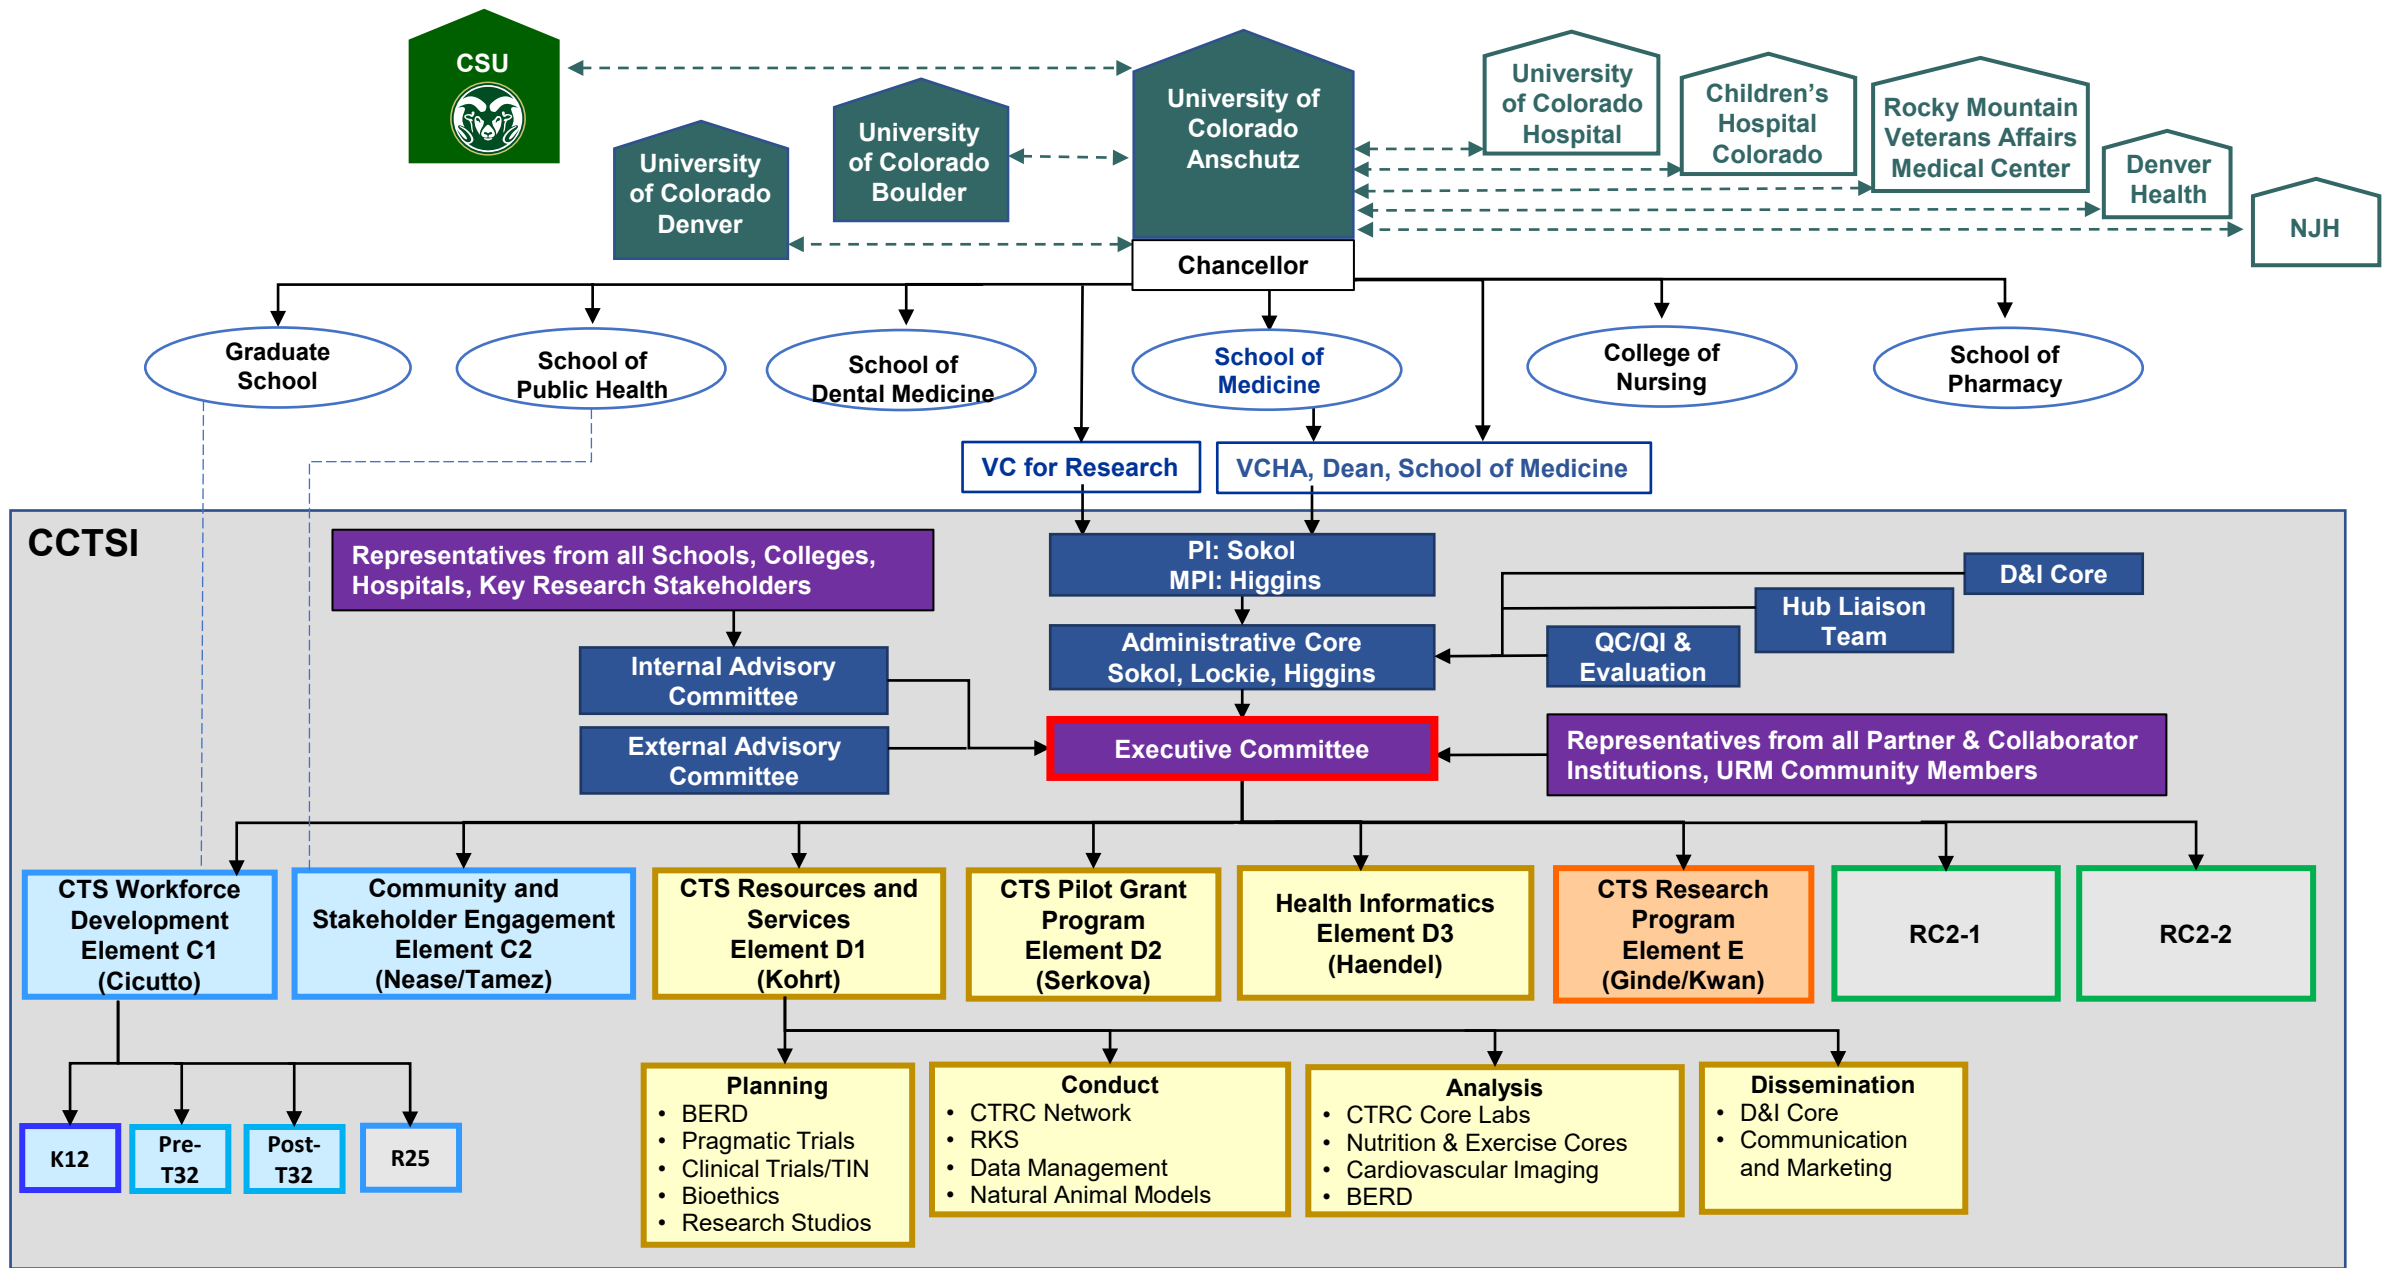 CSU
University
of Colorado
Denver
University
of Colorado
Boulder
University of
Colorado
Anschutz
University
of Colorado
Hospital
Children’s
Hospital
Colorado
Rocky Mountain
Veterans Affairs
Medical Center
Denver
Health
NJH
Chancellor
Graduate
School
School of
Public Health
School of
Dental Medicine
School of
Medicine
College of
Nursing
School of
Pharmacy
VC for Research
VCHA, Dean, School of Medicine
CCTSI
Representatives from all Schools, Colleges,
Hospitals, Key Research Stakeholders
PI: Sokol
MPI: Higgins
D&I Core
Hub Liaison
Team
QC/QI &
Evaluation
Administrative Core
Sokol, Lockie, Higgins
Internal Advisory
Committee
External Advisory
Committee
Executive Committee
Representatives from all Partner & Collaborator
Institutions, URM Community Members
CTS Workforce
Development
Element C1
(Cicutto)
Community and
Stakeholder Engagement
Element C2
(Nease/Tamez)
CTS Resources and
Services
Element D1
(Kohrt)
CTS Pilot Grant
Program
Element D2
(Serkova)
Health Informatics
Element D3
(Haendel)
CTS Research
Program
Element E
(Ginde/Kwan)
RC2-1
RC2-2
K12
Pre-
T32
Post-
T32
R25
Planning
• BERD
• Pragmatic Trials
• Clinical Trials/TIN
• Bioethics
• Research Studios
Conduct
• CTRC Network
• RKS
• Data Management
• Natural Animal Models
Analysis
• CTRC Core Labs
• Nutrition & Exercise Cores
• Cardiovascular Imaging
• BERD
Dissemination
• D&I Core
• Communication
and Marketing